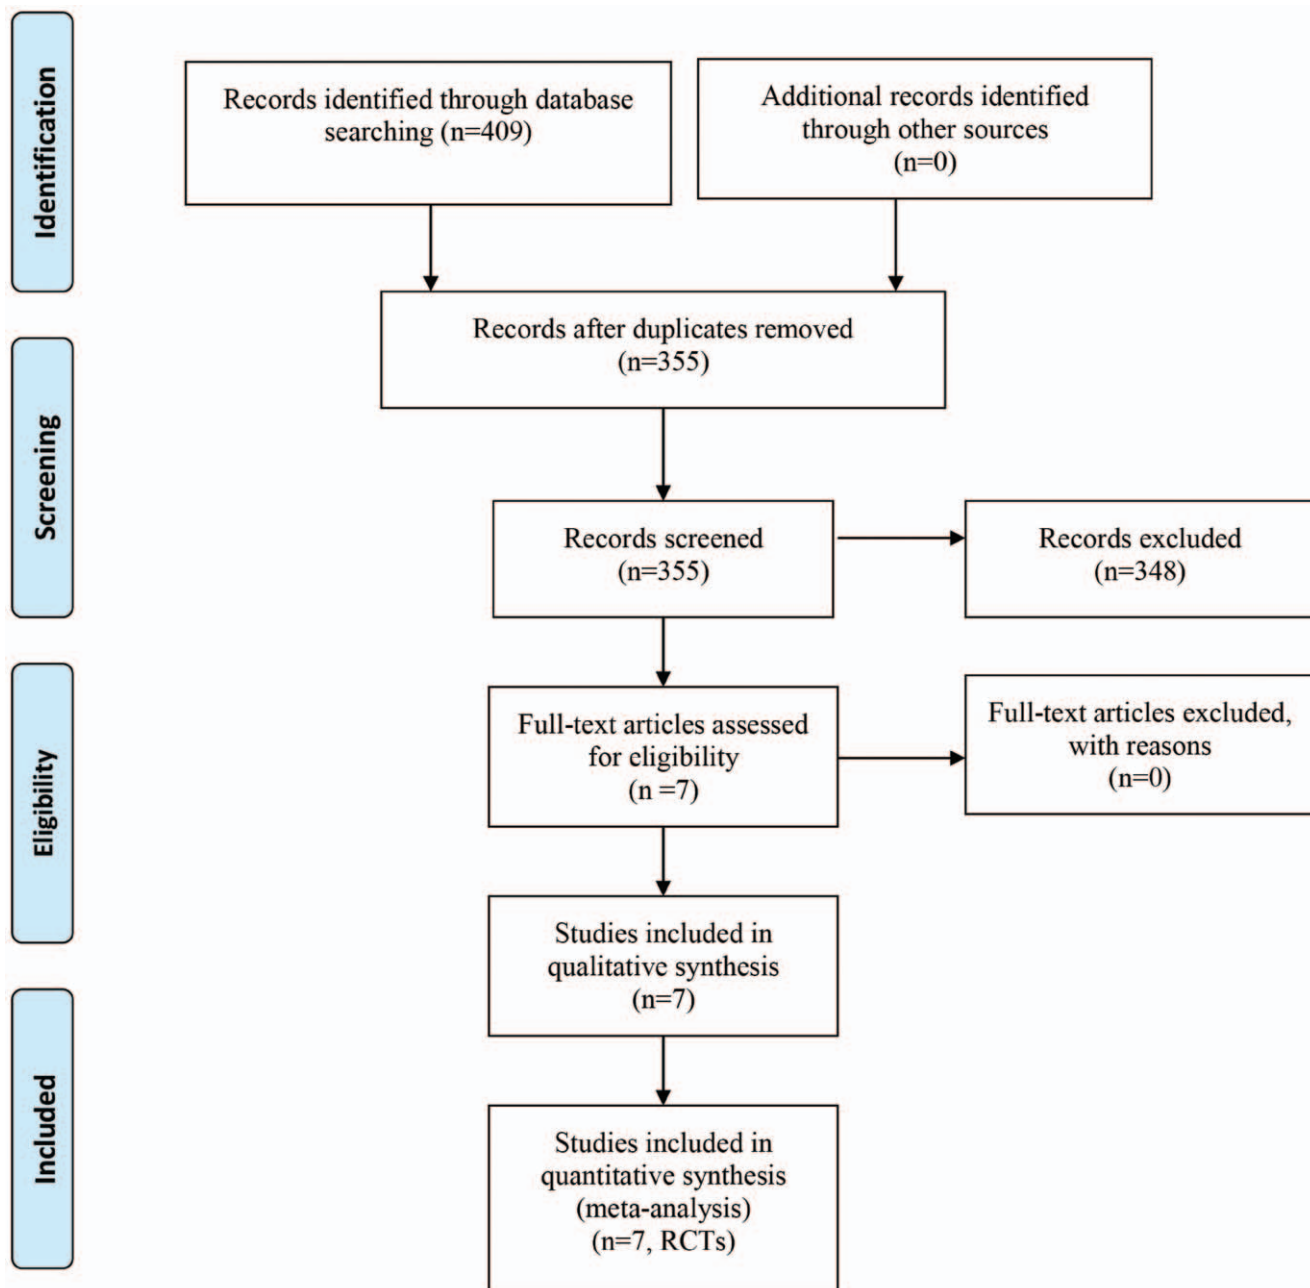 Identification
Records identified through database
searching (n=409)
Additional records identified
through other sources
(n=0)
Records after duplicates removed
(n=355)
Screening
Records screened
(n=355)
Records excluded
(n=348)
Eligibility
Full-text articles assessed
for eligibility
(n =7)
Full-text articles excluded,
with reasons
(n=0)
Studies included in
qualitative synthesis
(n=7)
Included
Studies included in
quantitative synthesis
(meta-analysis)
(n=7, RCTs)